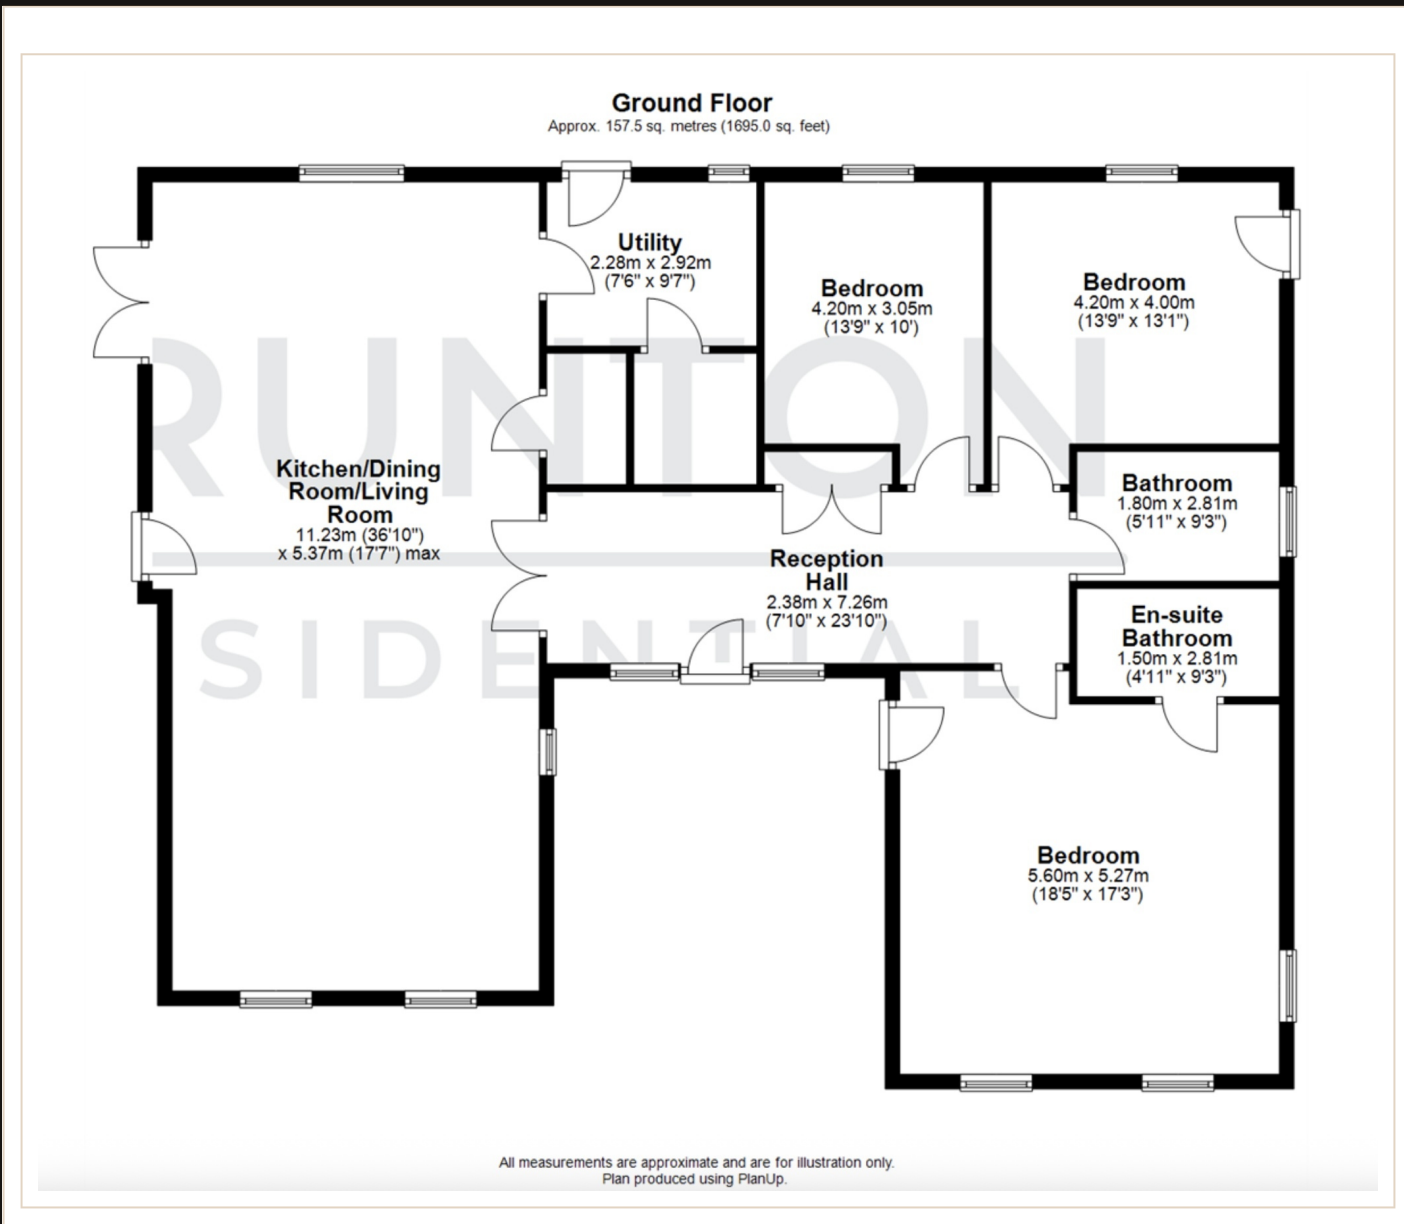 Ground Floor
Approx. 157.5 sq. metres (1695.0 sq. feet)
Utility
2.28m x 2.92m
(7'6" x 9'7")
Bedroom
4.20m x 3.05m
(13'9" x 10')
Bedroom
4.20m x 4.00m
(13'9" x 13'1")
RUNTON
Kitchen/Dining
Room/Living
Room
11.23m (36'10")
x 5.37m (17'7") max
Bathroom
1.80m x 2.81m
(5'11" x 9'3")
Reception
Hall
2.38m x 7.26m
(7'10" x 23'10")
En-suite
Bathroom
1.50m x 2.81m
(4'11" x 9'3")
SIDENTIAL
Bedroom
5.60m x 5.27m
(18'5" x 17'3")
All measurements are approximate and are for illustration only.
Plan produced using PlanUp.